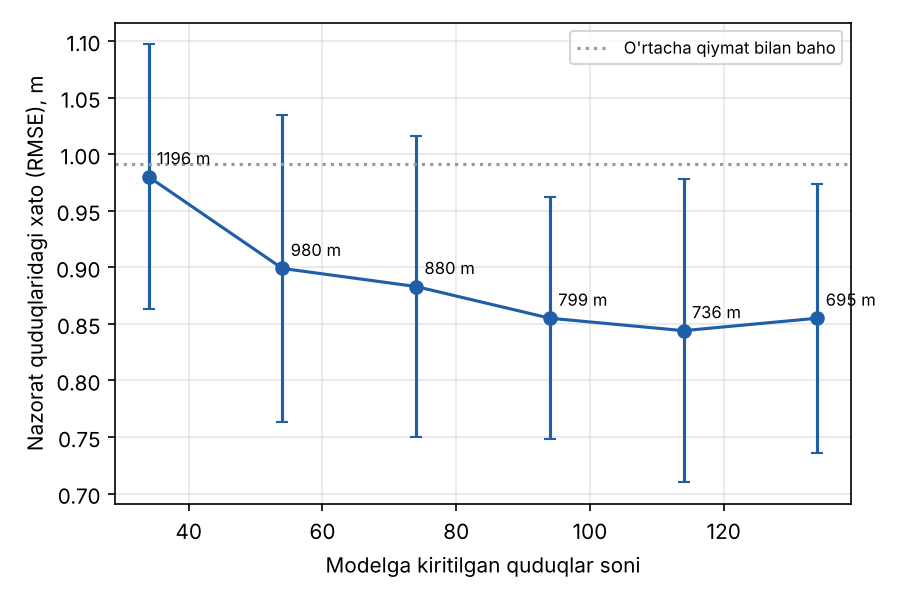 O'rtacha qiymat bilan baho
Nazorat quduqlaridagi xato (RMSE), m
1.10
1.05
1.00
0.95
0.90
0.85
0.80
0.75
0.70
1196 m
980 m
880 m
799 m
736 m
695 m
40
60
80
100
120
Modelga kiritilgan quduqlar soni